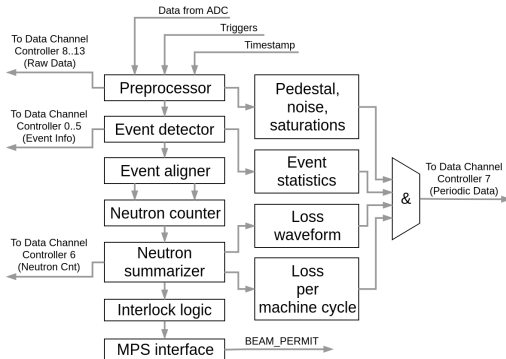 Data from ADC
Triggers
Timestamp
To Data Channel
Controller 8..13
(Raw Data)
Preprocessor
Pedestal,
noise,
saturations
To Data Channel
Controller 0..5
(Event Info)
Event detector
Event aligner
Event
statistics
To Data Channel
Controller 7
(Periodic Data)
&
Neutron counter
Loss
waveform
To Data Channel
Controller 6
(Neutron Cnt)
Neutron
summarizer
Loss
per
machine cycle
Interlock logic
MPS interface
BEAM_PERMIT